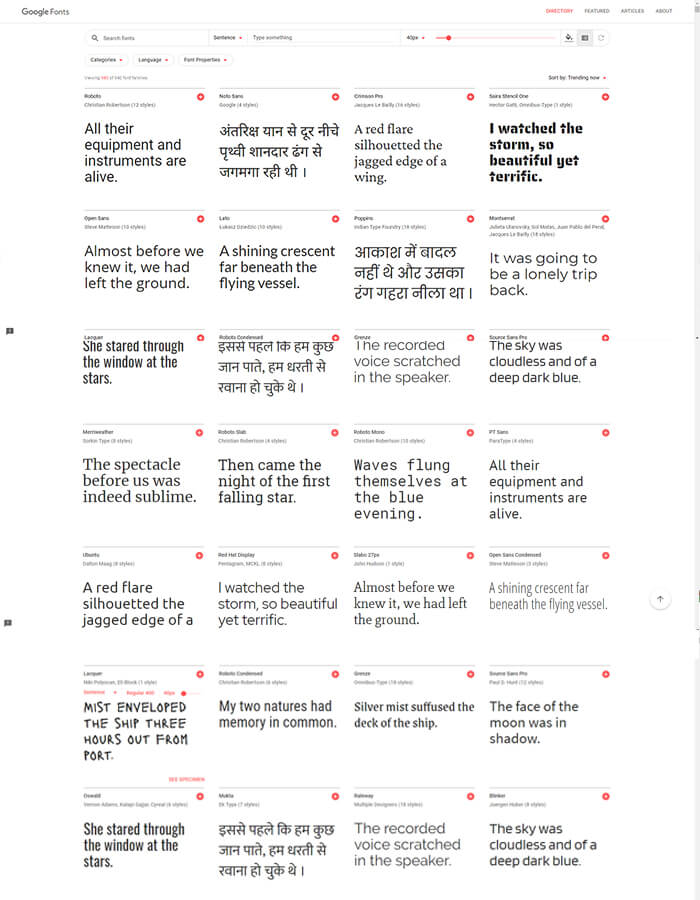 Google Fonts
DIRECTORY FEATURED ARTICLES ABOUT
Search fonts Sentence Type something 40px
Categories Language Font Properties
Sort by: Trending now
Roboto
Christian Robertson (12 styles)
All their
equipment and
instruments are
alive.
Noto Sans
Google (4 styles)
अंतरिक्ष यान से दूर नीचे
पृथ्वी शानदार ढंग से
जगमगा रही थी ।
Crimson Pro
Jacques Le Bailly (16 styles)
A red flare
silhouetted the
jagged edge of a
wing.
Saira Stencil One
Hector Gatti, Omnibus-Type (1 style)
I watched the
storm, so
beautiful yet
terrific.
Open Sans
Steve Matteson (10 styles)
Almost before we
knew it, we had
left the ground.
Lato
Łukasz Dziedzic (10 styles)
A shining crescent
far beneath the
flying vessel.
Poppins
Indian Type Foundry (18 styles)
आकाश में बादल
नहीं थे और उसका
रंग गहरा नीला था ।
Montserrat
Julieta Ulanovsky, Sol Matas, Juan Pablo del Peral,
Jacques Le Bailly (18 styles)
It was going to
be a lonely trip
back.
Lacquer
She stared through
the window at the
stars.
Roboto Condensed
इससे पहले कि हम कुछ
जान पाते, हम धरती से
रवाना हो चुके थे ।
Grenze
The recorded
voice scratched
in the speaker.
Source Sans Pro
The sky was
cloudless and of a
deep dark blue.
Merriweather
Sorkin Type (8 styles)
The spectacle
before us was
indeed sublime.
Roboto Slab
Christian Robertson (4 styles)
Then came the
night of the first
falling star.
Roboto Mono
Christian Robertson (10 styles)
Waves flung
themselves at
the blue
evening.
PT Sans
ParaType (4 styles)
All their
equipment and
instruments are
alive.
Ubuntu
Dalton Maag (8 styles)
A red flare
silhouetted the
jagged edge of a
Red Hat Display
Pentagram, MCKL (8 styles)
I watched the
storm, so beautiful
yet terrific.
Slabo 27px
John Hudson (1 style)
Almost before we
knew it, we had left
the ground.
Open Sans Condensed
Steve Matteson (3 styles)
A shining crescent far
beneath the flying vessel.
Lacquer
Niki Polyocan, Eli Block (1 style)
Sentence Regular 400 40px
MIST ENVELOPED
THE SHIP THREE
HOURS OUT FROM
PORT.
SEE SPECIMEN
Roboto Condensed
Christian Robertson (6 styles)
My two natures had
memory in common.
Grenze
Omnibus-Type (18 styles)
Silver mist suffused the
deck of the ship.
Source Sans Pro
Paul D. Hunt (12 styles)
The face of the
moon was in
shadow.
Oswald
Vernon Adams, Kalapi Gajjar, Cyreal (6 styles)
She stared through
the window at the
stars.
Mukta
Ek Type (7 styles)
इससे पहले कि हम कुछ
जान पाते, हम धरती से
रवाना हो चुके थे ।
Raleway
Multiple Designers (18 styles)
The recorded
voice scratched
in the speaker.
Blinker
Juergen Huber (8 styles)
The sky was
cloudless and of a
deep dark blue.